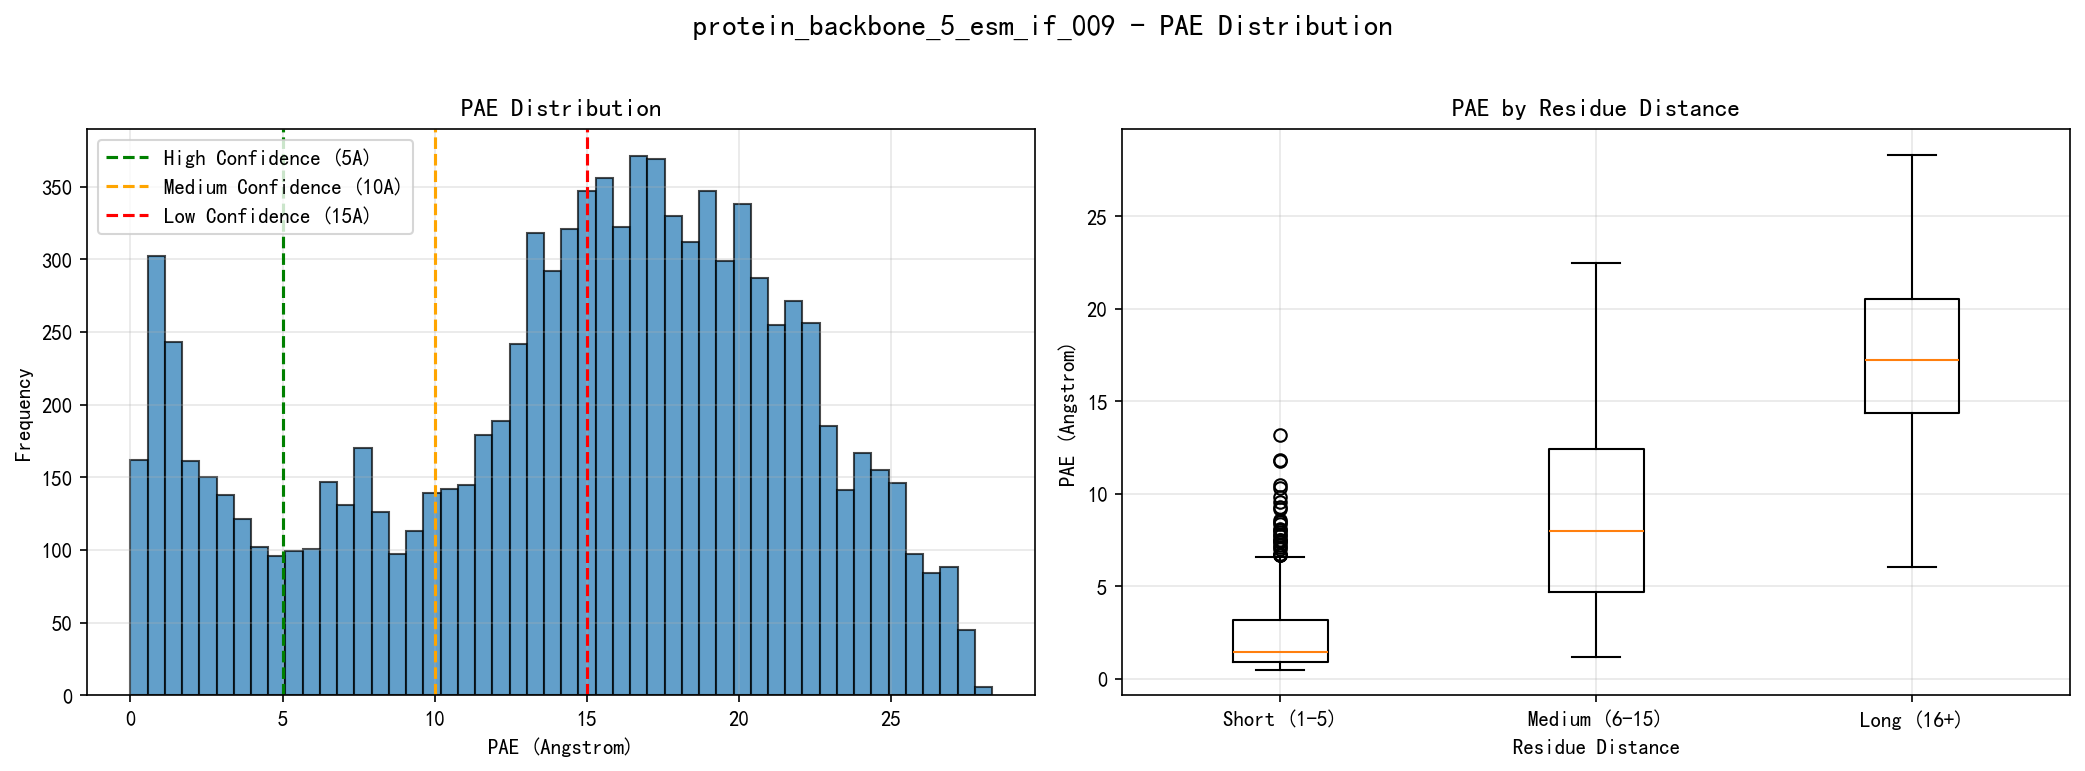 protein_backbone_5_esm_if_009 - PAE Distribution
PAE Distribution
High Confidence (5A)
Medium Confidence (10A)
Low Confidence (15A)
Frequency
350
300
250
200
150
100
50
0
0 5 10 15 20 25
PAE (Angstrom)
PAE by Residue Distance
PAE (Angstrom)
25
20
15
10
5
0
Short (1-5) Medium (6-15) Long (16+)
Residue Distance